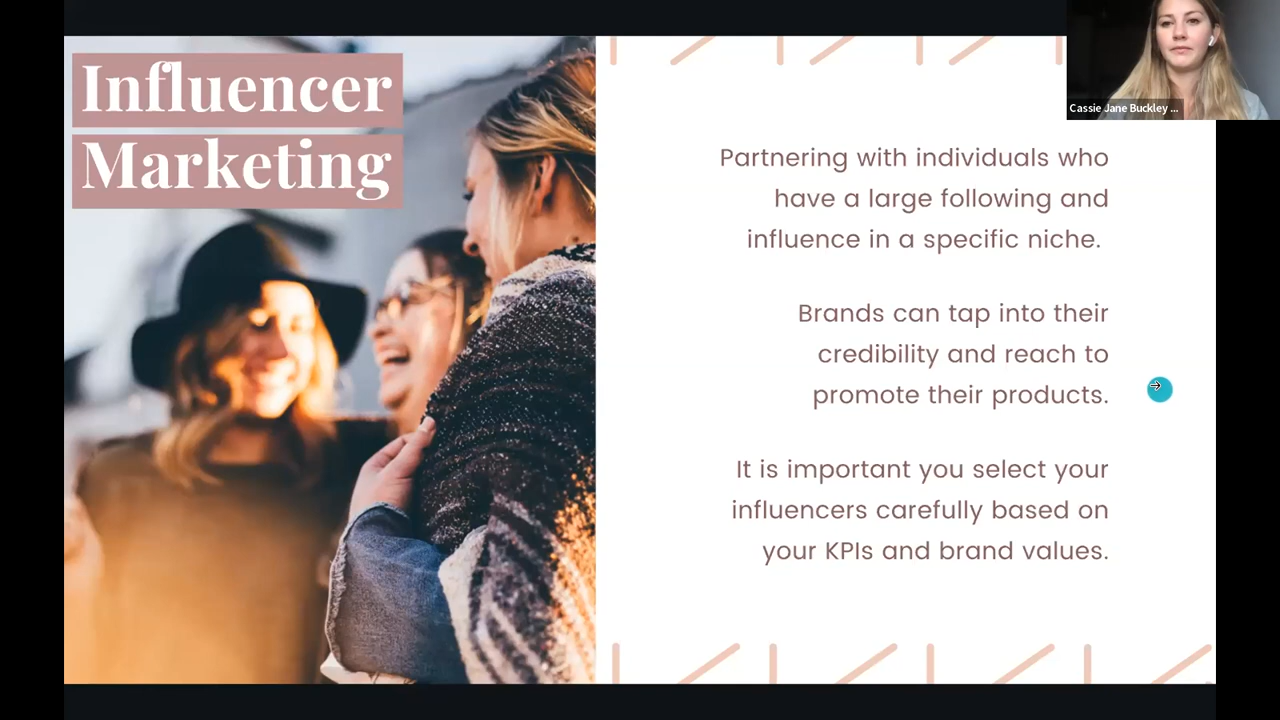 Influencer
Marketing
Cassie Jane Buckley ...
Partnering with individuals who
have a large following and
influence in a specific niche.
Brands can tap into their
credibility and reach to
promote their products.
It is important you select your
influencers carefully based on
your KPIs and brand values.